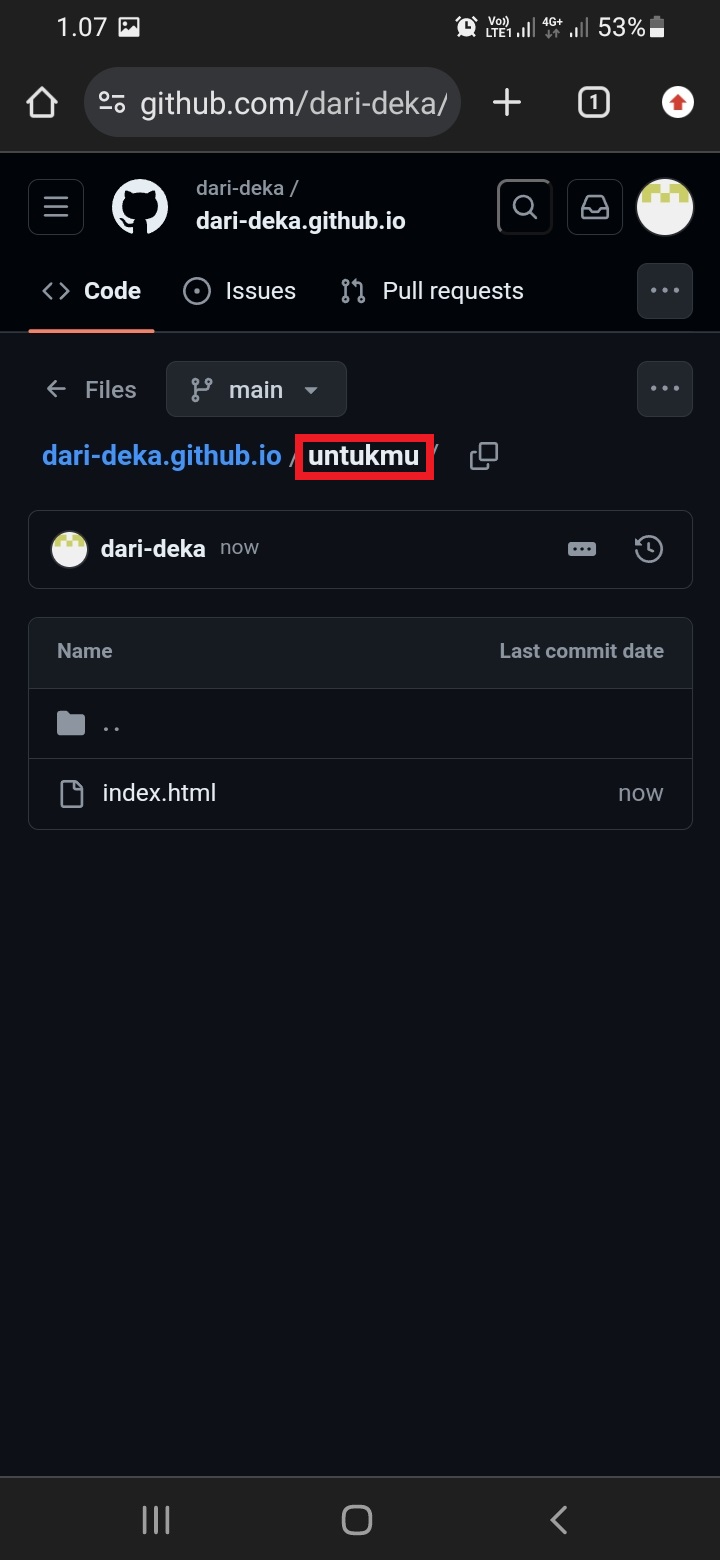 1.07
Vo)) LTE1 4G+ 53%
github.com/dari-deka/
1
dari-deka /
dari-deka.github.io
Code Issues Pull requests
Files main
dari-deka.github.io / untukmu /
dari-deka now
Name Last commit date
..
index.html now